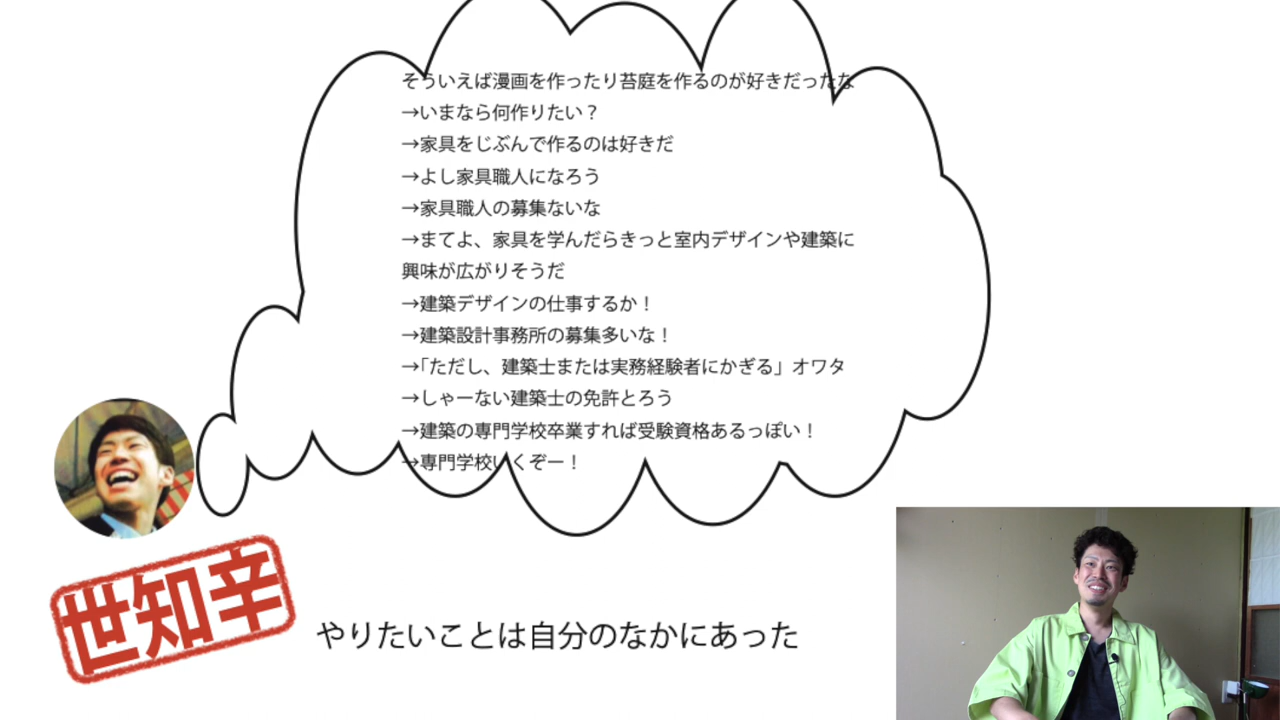 そういえば漫画を作ったり苔庭を作るのが好きだったな
→いまなら何作りたい？
→家具をじぶんで作るのは好きだ
→よし家具職人になろう
→家具職人の募集ないな
→まてよ、家具を学んだらきっと室内デザインや建築に
興味が広がりそうだ
→建築デザインの仕事するか！
→建築設計事務所の募集多いな！
→「ただし、建築士または実務経験者にかぎる」オワタ
→しゃーない建築士の免許とろう
→建築の専門学校卒業すれば受験資格あるっぽい！
→専門学校いくぞー！
世知辛
やりたいことは自分のなかにあった